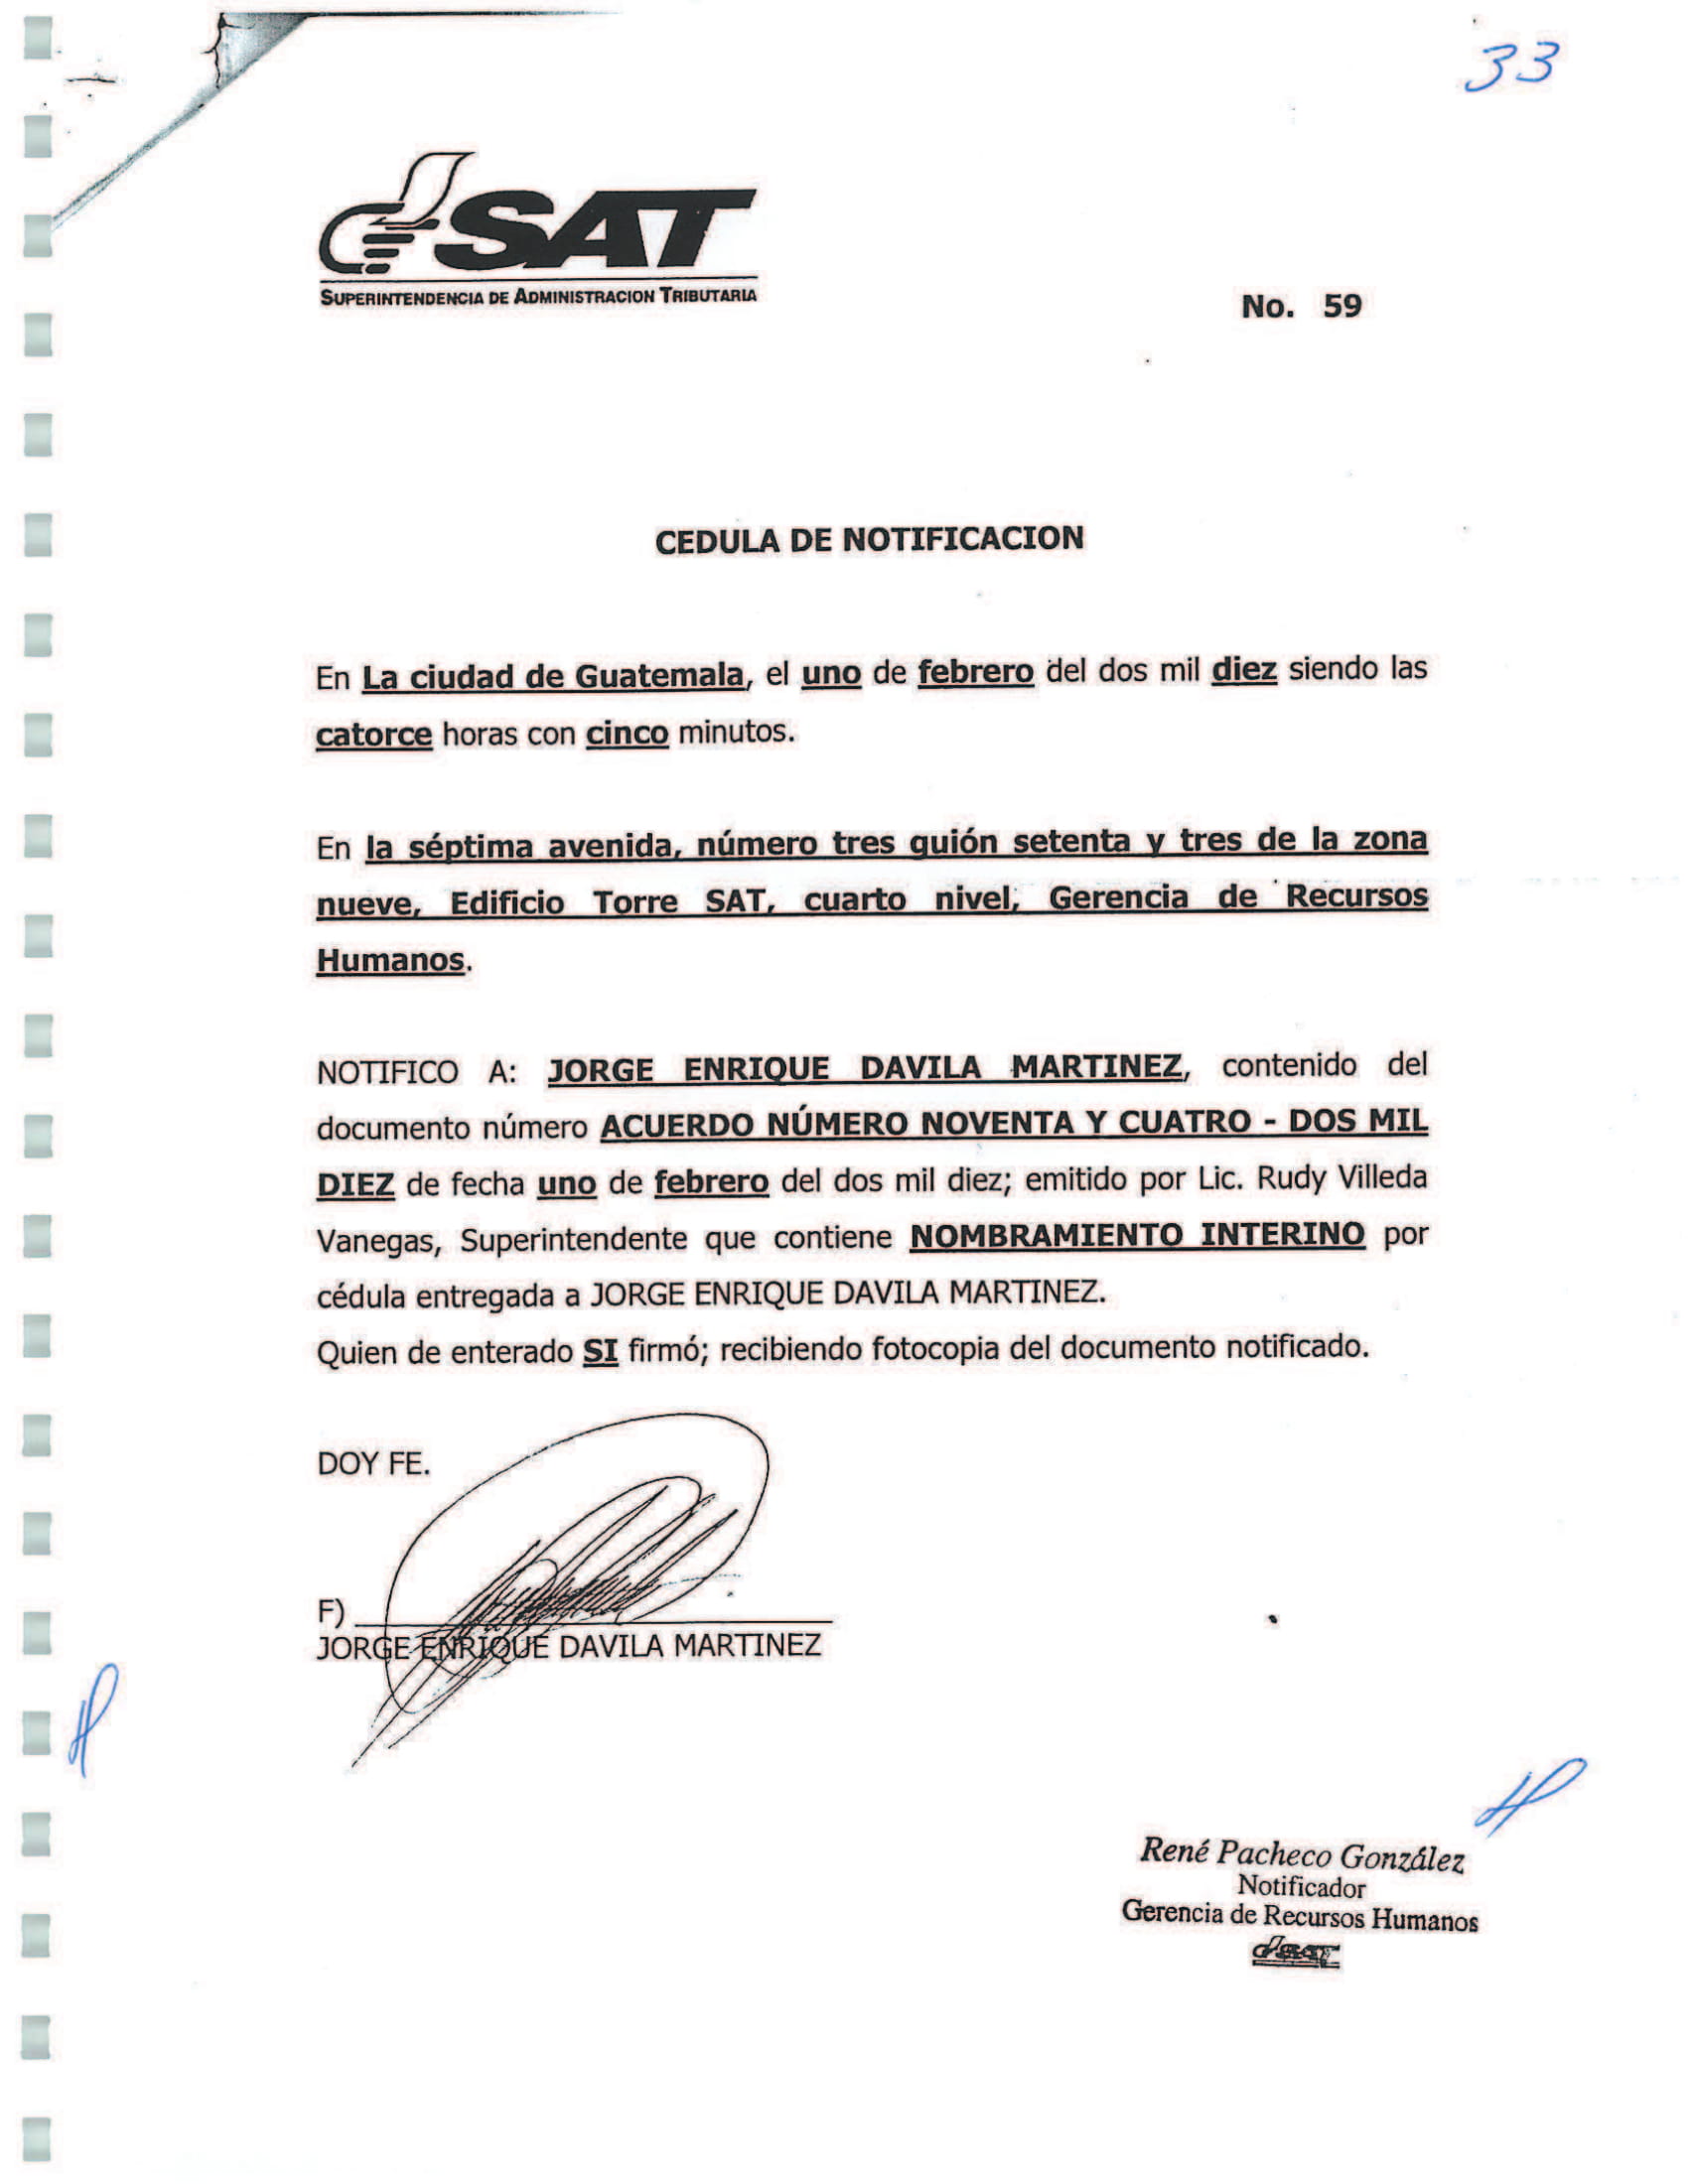 33
SAT
SUPERINTENDENCIA DE ADMINISTRACION TRIBUTARIA
No. 59
CEDULA DE NOTIFICACION
En La ciudad de Guatemala, el uno de febrero del dos mil diez siendo las
catorce horas con cinco minutos.
En la séptima avenida, número tres guión setenta y tres de la zona
nueve, Edificio Torre SAT, cuarto nivel, Gerencia de Recursos
Humanos.
NOTIFICO A: JORGE ENRIQUE DAVILA MARTINEZ, contenido del
documento número ACUERDO NÚMERO NOVENTA Y CUATRO - DOS MIL
DIEZ de fecha uno de febrero del dos mil diez; emitido por Lic. Rudy Villeda
Vanegas, Superintendente que contiene NOMBRAMIENTO INTERINO por
cédula entregada a JORGE ENRIQUE DAVILA MARTINEZ.
Quien de enterado SI firmó; recibiendo fotocopia del documento notificado.
DOY FE.
F)
JORGE ENRIQUE DAVILA MARTINEZ
René Pacheco González
Notificador
Gerencia de Recursos Humanos
SAT